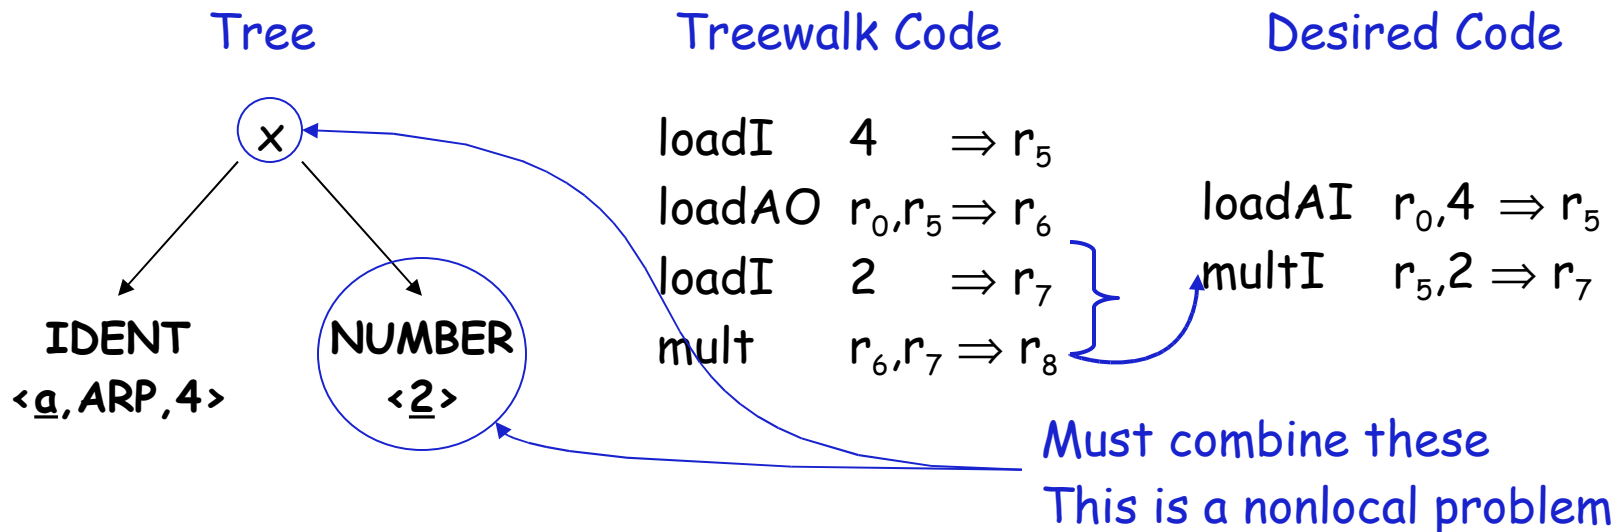 Tree
Treewalk Code
Desired Code
x
IDENT
<a,ARP,4>
NUMBER
<2>
loadI 4 ⇒ r5
loadAO r0,r5 ⇒ r6
loadI 2 ⇒ r7
mult r6,r7 ⇒ r8
loadAI r0,4 ⇒ r5
multI r5,2 ⇒ r7
Must combine these
This is a nonlocal problem